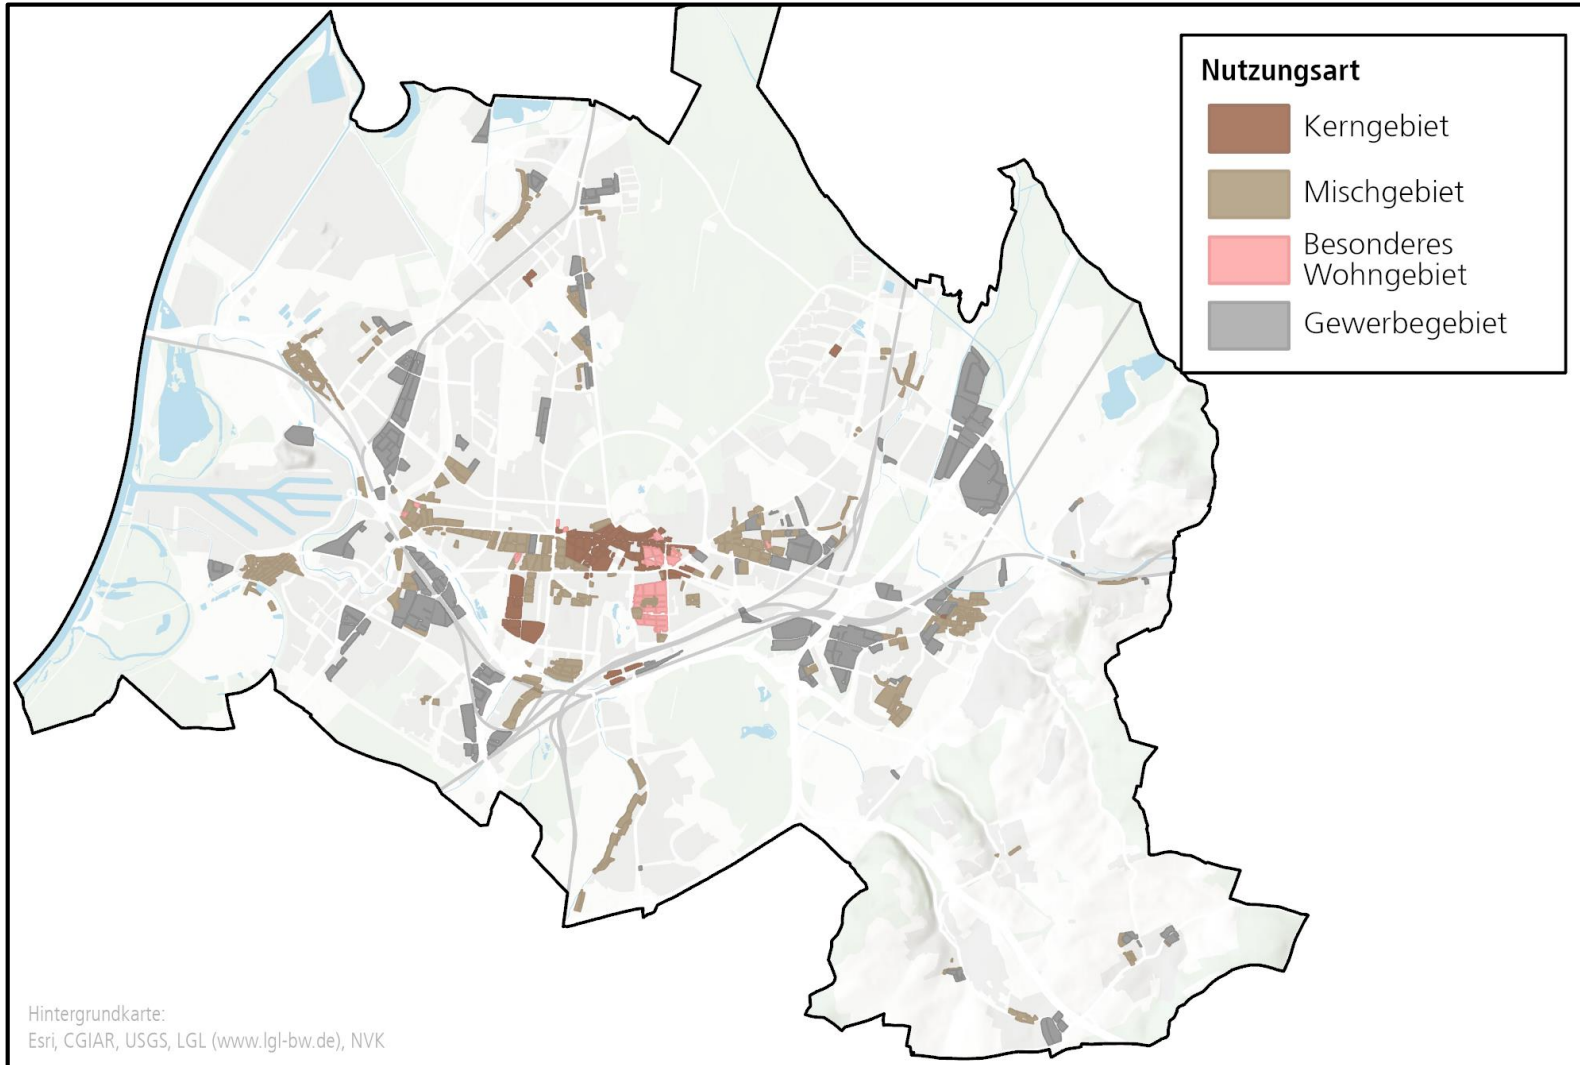 Nutzungsart
Kerngebiet
Mischgebiet
Besonderes
Wohngebiet
Gewerbegebiet
Hintergrundkarte:
Esri, CGIAR, USGS, LGL (www.lgl-bw.de), NVK